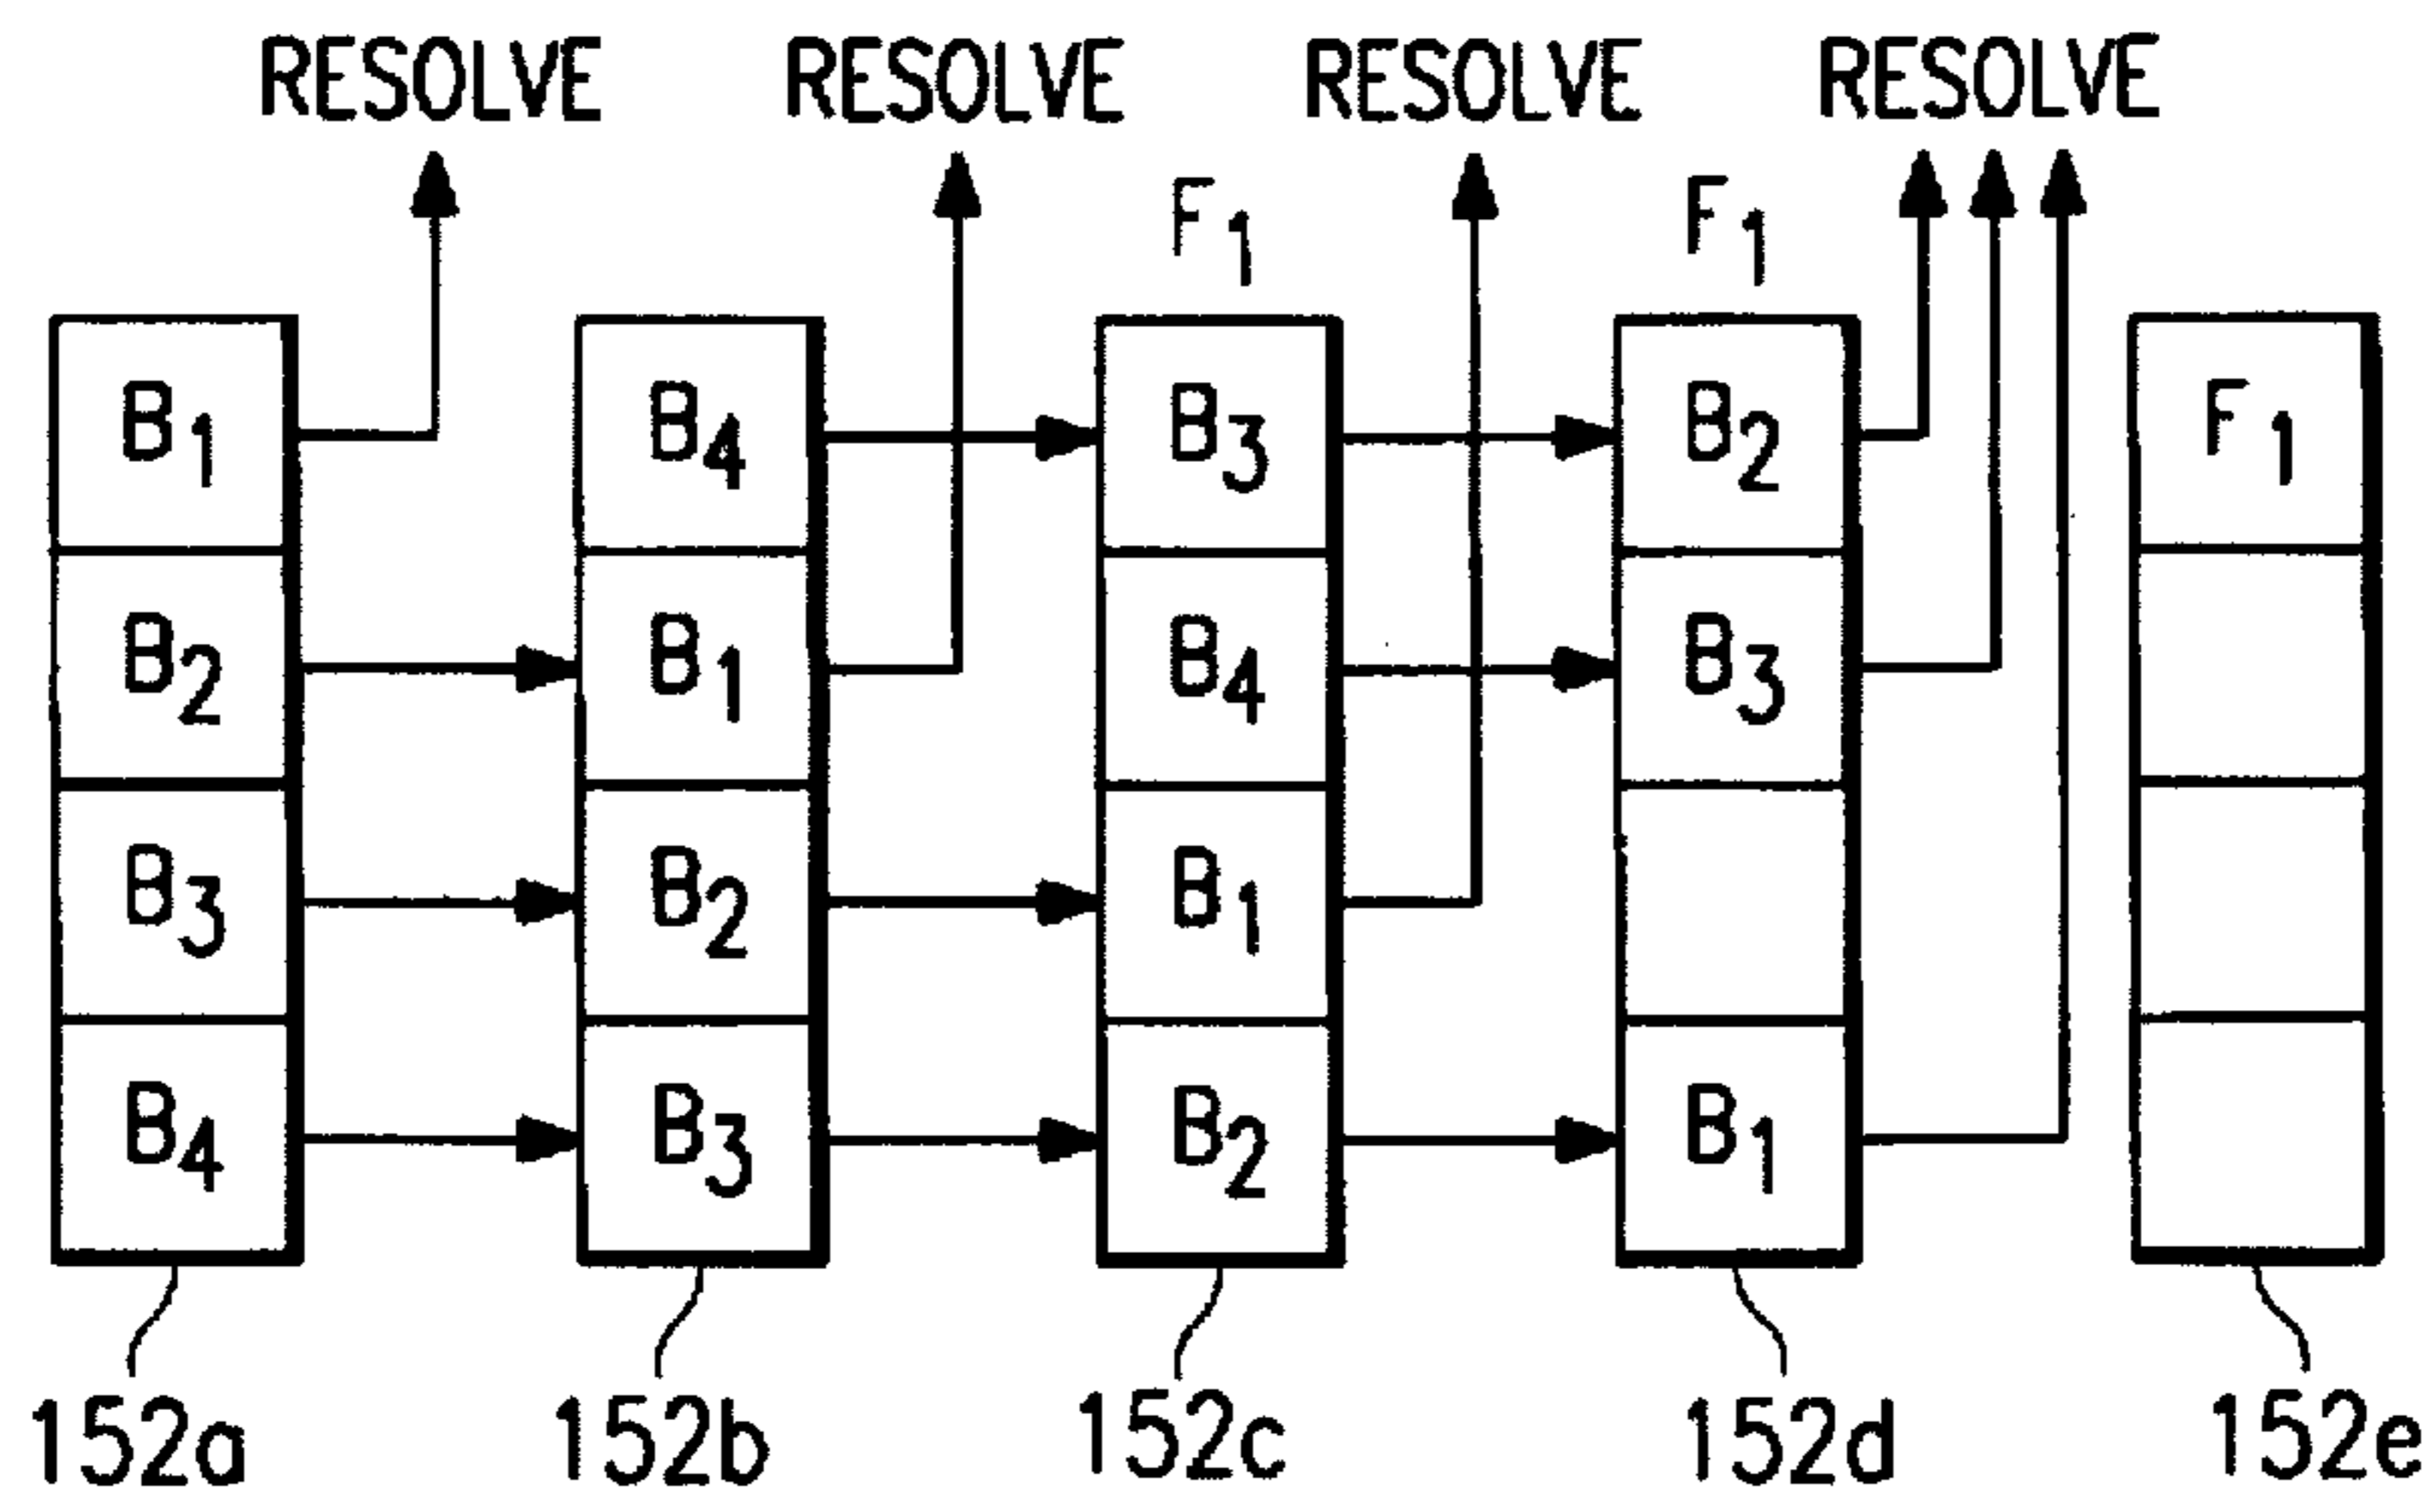 RESOLVE RESOLVE RESOLVE RESOLVE
F1 F1
B1 B4 B3 B2 F1
B2 B1 B4 B3
B3 B2 B1
B4 B3 B2 B1
152a 152b 152c 152d 152e